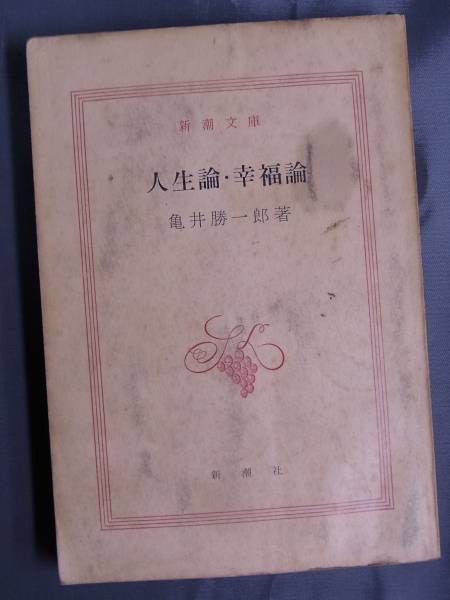 新潮文庫
人生論・幸福論
亀井勝一郎著
新潮社